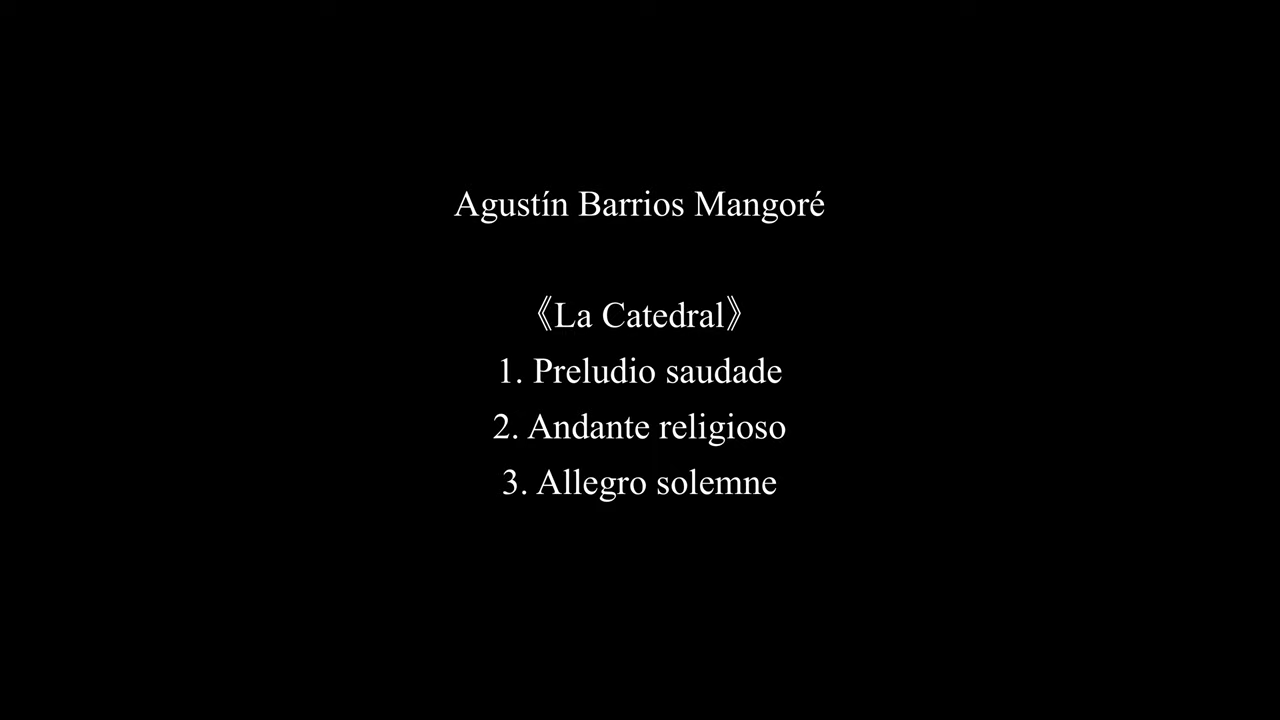 Agustín Barrios Mangoré
《La Catedral》
1. Preludio saudade
2. Andante religioso
3. Allegro solemne